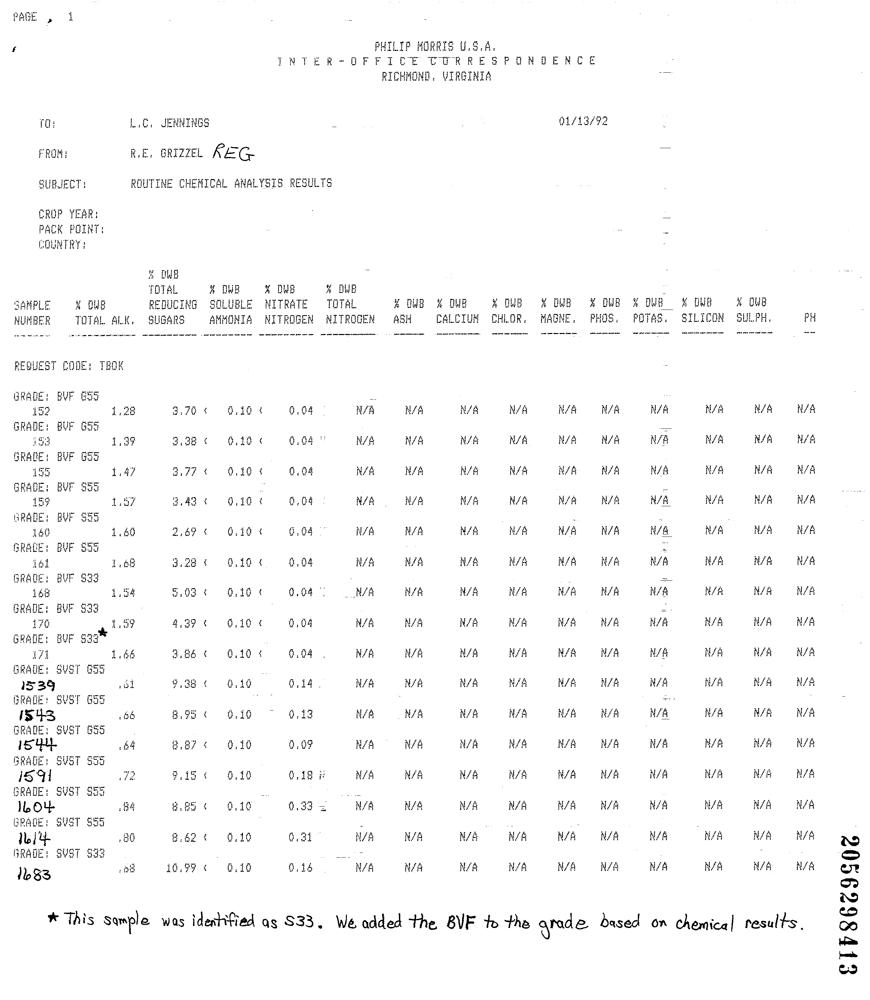 PAGE , 1
PHILIP MORRIS U.S.A.
INTER-OFFICE CORRESPONDENCE
RICHMOND, VIRGINIA
TO: L.C. JENNINGS 01/13/92
FROM: R.E. GRIZZEL REG
SUBJECT: ROUTINE CHEMICAL ANALYSIS RESULTS
CROP YEAR:
PACK POINT:
COUNTRY:
% DWB
TOTAL % DWB % DWB % DWB
SAMPLE % DWB REDUCING SOLUBLE NITRATE TOTAL % DWB % DWB % DWB % DWB % DWB % DWB % DWB % DWB
NUMBER TOTAL ALK. SUGARS AMMONIA NITROGEN NITROGEN ASH CALCIUM CHLOR. MAGNE. PHOS. POTAS. SILICON SULPH. PH
REQUEST CODE: TBOK
GRADE: BVF G55
152 1.28 3.70 < 0.10 < 0.04 N/A N/A N/A N/A N/A N/A N/A N/A N/A N/A
GRADE: BVF G55
153 1.39 3.38 < 0.10 < 0.04 N/A N/A N/A N/A N/A N/A N/A N/A N/A N/A
GRADE: BVF G55
155 1.47 3.77 < 0.10 < 0.04 N/A N/A N/A N/A N/A N/A N/A N/A N/A N/A
GRADE: BVF S55
159 1.57 3.43 < 0.10 < 0.04 N/A N/A N/A N/A N/A N/A N/A N/A N/A N/A
GRADE: BVF S55
160 1.60 2.69 < 0.10 < 0.04 N/A N/A N/A N/A N/A N/A N/A N/A N/A N/A
GRADE: BVF S55
161 1.68 3.28 < 0.10 < 0.04 N/A N/A N/A N/A N/A N/A N/A N/A N/A N/A
GRADE: BVF S33
168 1.54 5.03 < 0.10 < 0.04 N/A N/A N/A N/A N/A N/A N/A N/A N/A N/A
GRADE: BVF S33
170 1.59 4.39 < 0.10 < 0.04 N/A N/A N/A N/A N/A N/A N/A N/A N/A N/A
GRADE: BVF S33★
171 1.66 3.86 < 0.10 < 0.04 N/A N/A N/A N/A N/A N/A N/A N/A N/A N/A
GRADE: SVST G55
1539 .61 9.38 < 0.10 0.14 N/A N/A N/A N/A N/A N/A N/A N/A N/A N/A
GRADE: SVST G55
1543 .66 8.95 < 0.10 0.13 N/A N/A N/A N/A N/A N/A N/A N/A N/A N/A
GRADE: SVST G55
1544 .64 8.87 < 0.10 0.09 N/A N/A N/A N/A N/A N/A N/A N/A N/A N/A
GRADE: SVST S55
1591 .72 9.15 < 0.10 0.18 N/A N/A N/A N/A N/A N/A N/A N/A N/A N/A
GRADE: SVST S55
1604 .84 8.85 < 0.10 0.33 N/A N/A N/A N/A N/A N/A N/A N/A N/A N/A
GRADE: SVST S55
1614 .80 8.62 < 0.10 0.31 N/A N/A N/A N/A N/A N/A N/A N/A N/A N/A
GRADE: SVST S33
1683 .68 10.99 < 0.10 0.16 N/A N/A N/A N/A N/A N/A N/A N/A N/A N/A
★ This sample was identified as S33. We added the BVF to the grade based on chemical results.
2056298413